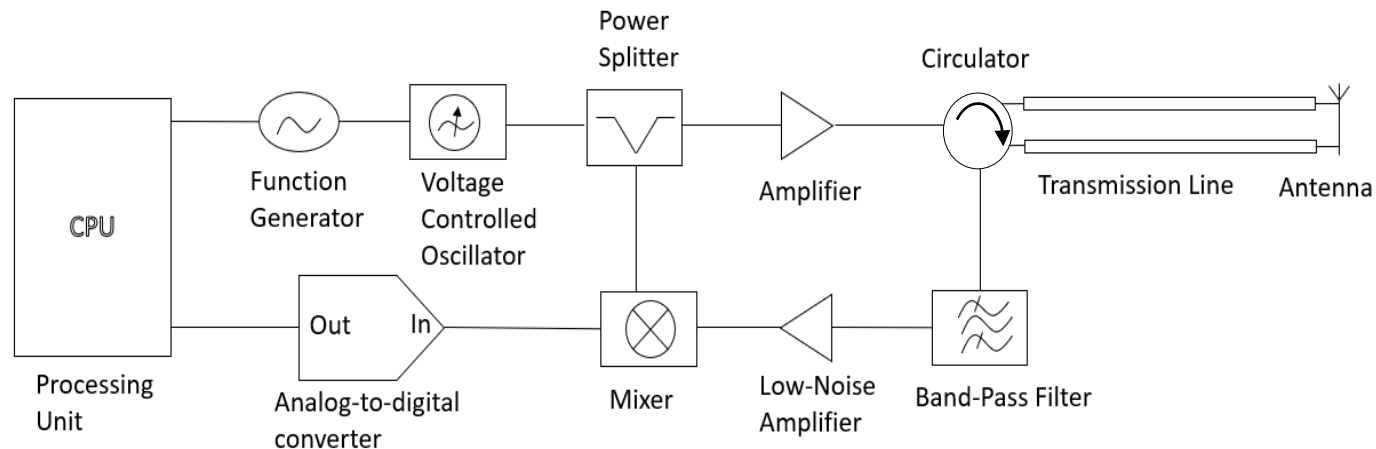 Power
Splitter
Circulator
CPU
Function
Generator
Voltage
Controlled
Oscillator
Amplifier
Transmission Line
Antenna
Out
In
Processing
Unit
Analog-to-digital
converter
Mixer
Low-Noise
Amplifier
Band-Pass Filter